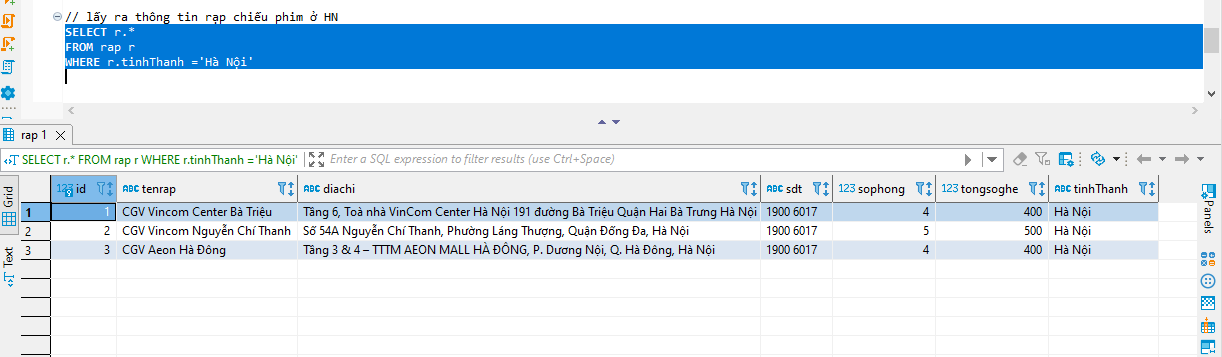 // lấy ra thông tin rạp chiếu phim ở HN
SELECT r.*
FROM rap r
WHERE r.tinhThanh ='Hà Nội'
rap 1
SELECT r.* FROM rap r WHERE r.tinhThanh ='Hà Nội'
Enter a SQL expression to filter results (use Ctrl+Space)
Grid
Text
Panels
123 id ABC tenrap ABC diachi ABC sdt 123 sophong 123 tongsoghe ABC tinhThanh
1 1 CGV Vincom Center Bà Triệu Tầng 6, Toà nhà VinCom Center Hà Nội 191 đường Bà Triệu Quận Hai Bà Trưng Hà Nội 1900 6017 4 400 Hà Nội
2 2 CGV Vincom Nguyễn Chí Thanh Số 54A Nguyễn Chí Thanh, Phường Láng Thượng, Quận Đống Đa, Hà Nội 1900 6017 5 500 Hà Nội
3 3 CGV Aeon Hà Đông Tầng 3 & 4 – TTTM AEON MALL HÀ ĐÔNG, P. Dương Nội, Q. Hà Đông, Hà Nội 1900 6017 4 400 Hà Nội